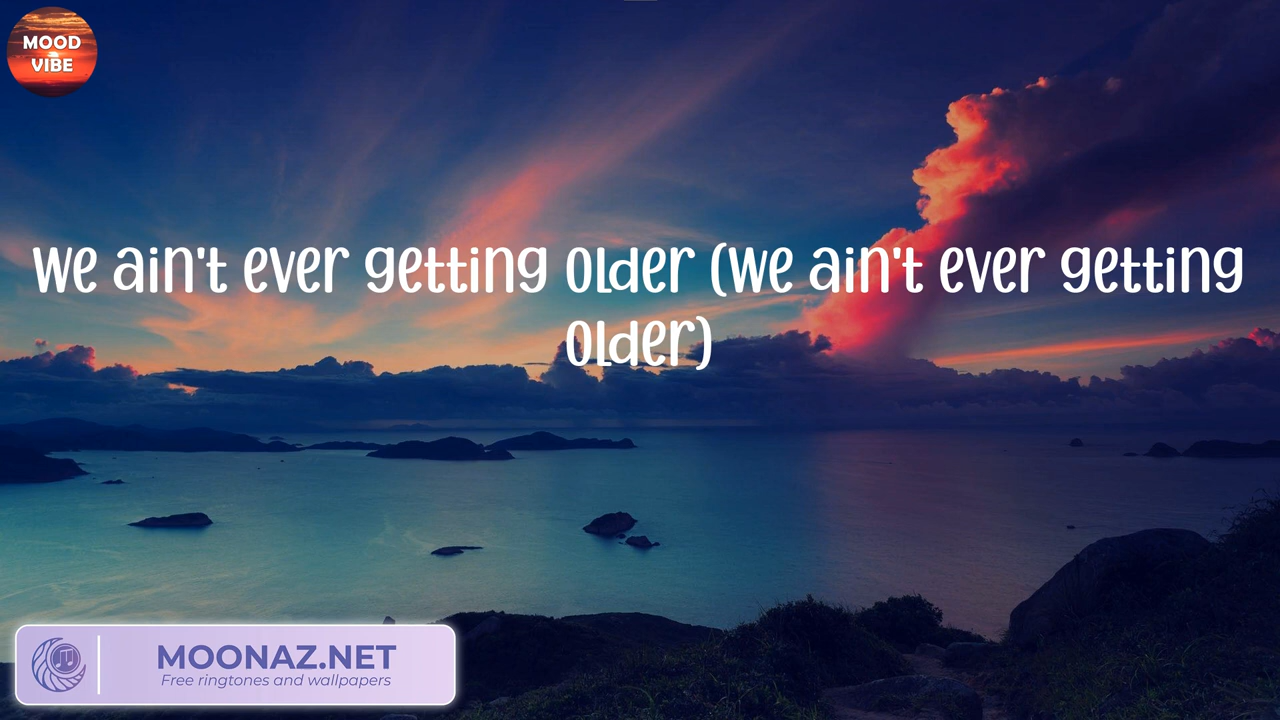 MOOD
VIBE
We ain't ever getting older (We ain't ever getting
older)
MOONAZ.NET
Free ringtones and wallpapers